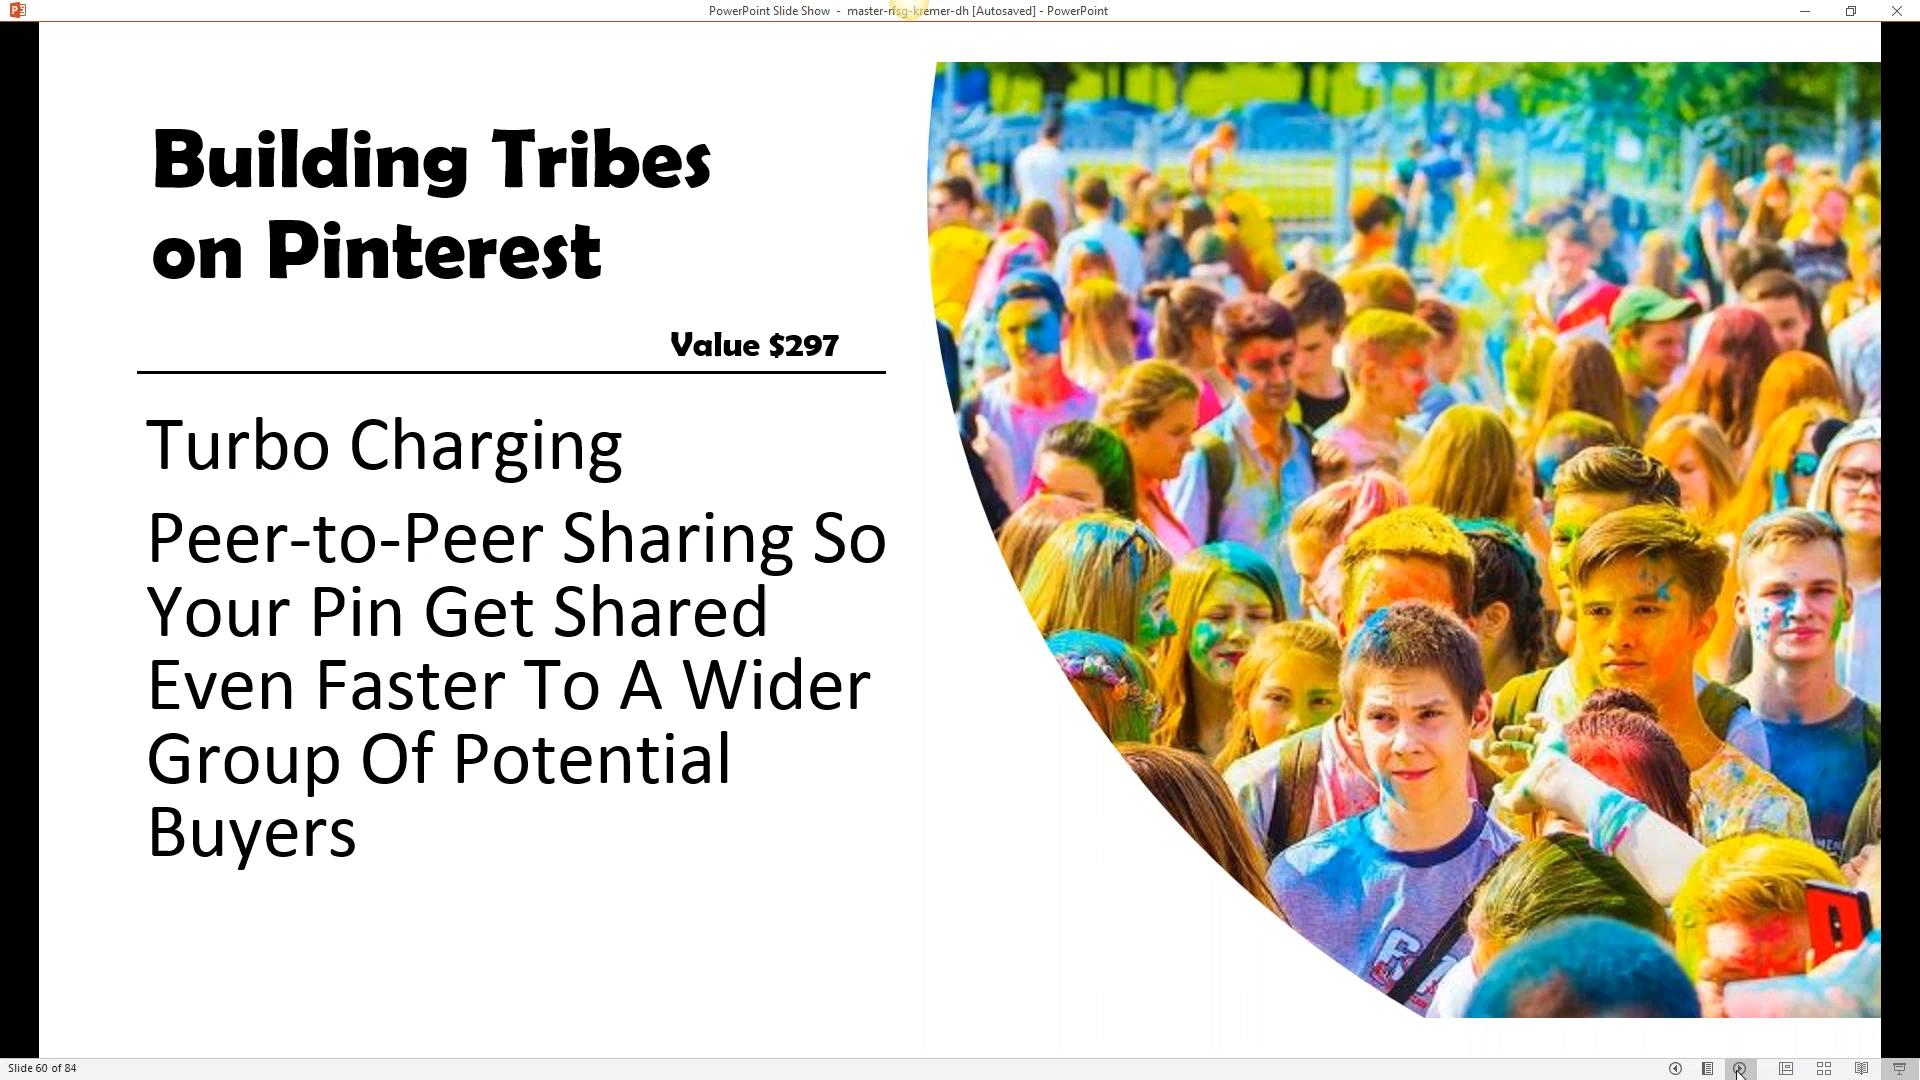 PowerPoint Slide Show - master-nsg-kremer-dh [Autosaved] - PowerPoint
Building Tribes
on Pinterest
Value $297
Turbo Charging
Peer-to-Peer Sharing So
Your Pin Get Shared
Even Faster To A Wider
Group Of Potential
Buyers
Slide 60 of 84